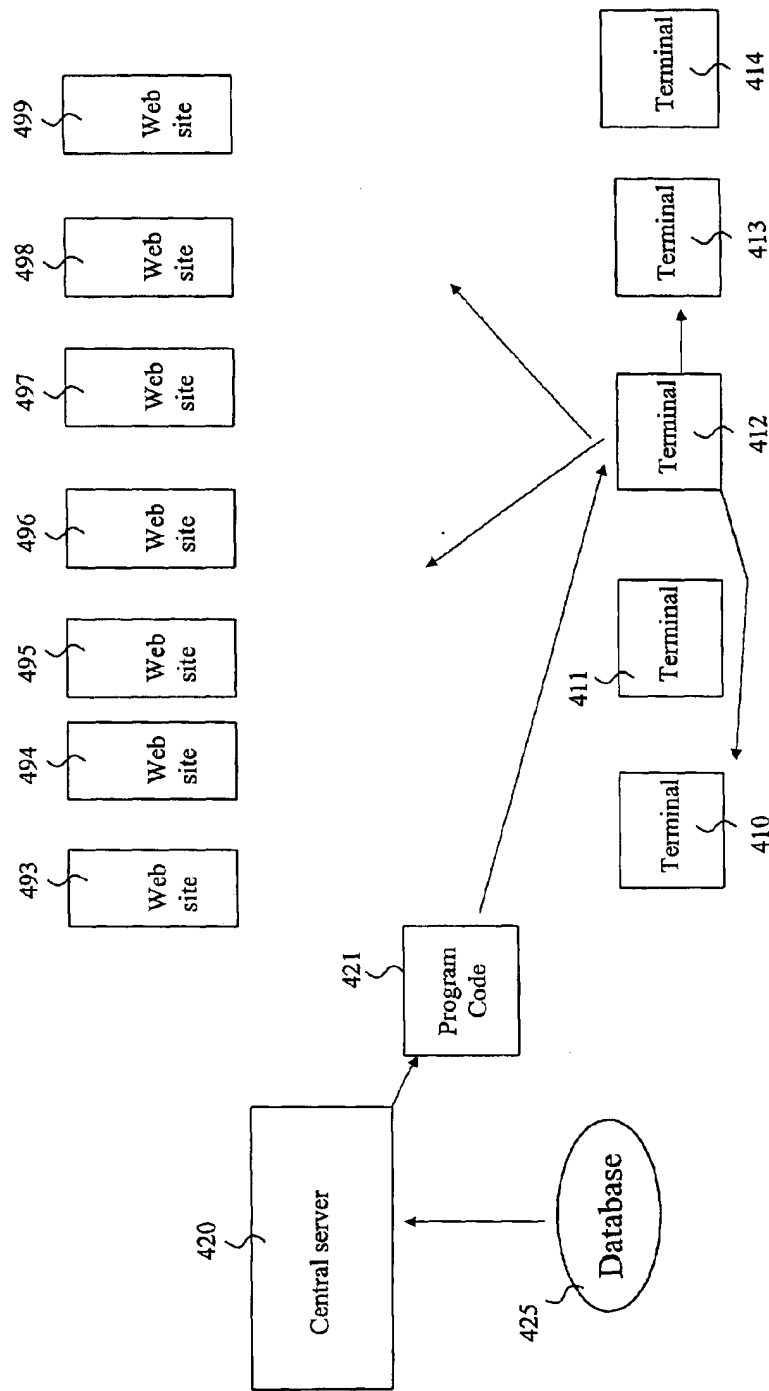 499
Web
site
498
Web
site
497
Web
site
496
Web
site
495
Web
site
494
Web
site
493
Web
site
414
Terminal
413
Terminal
412
Terminal
411
Terminal
410
Terminal
421
Program
Code
420
Central server
425
Database